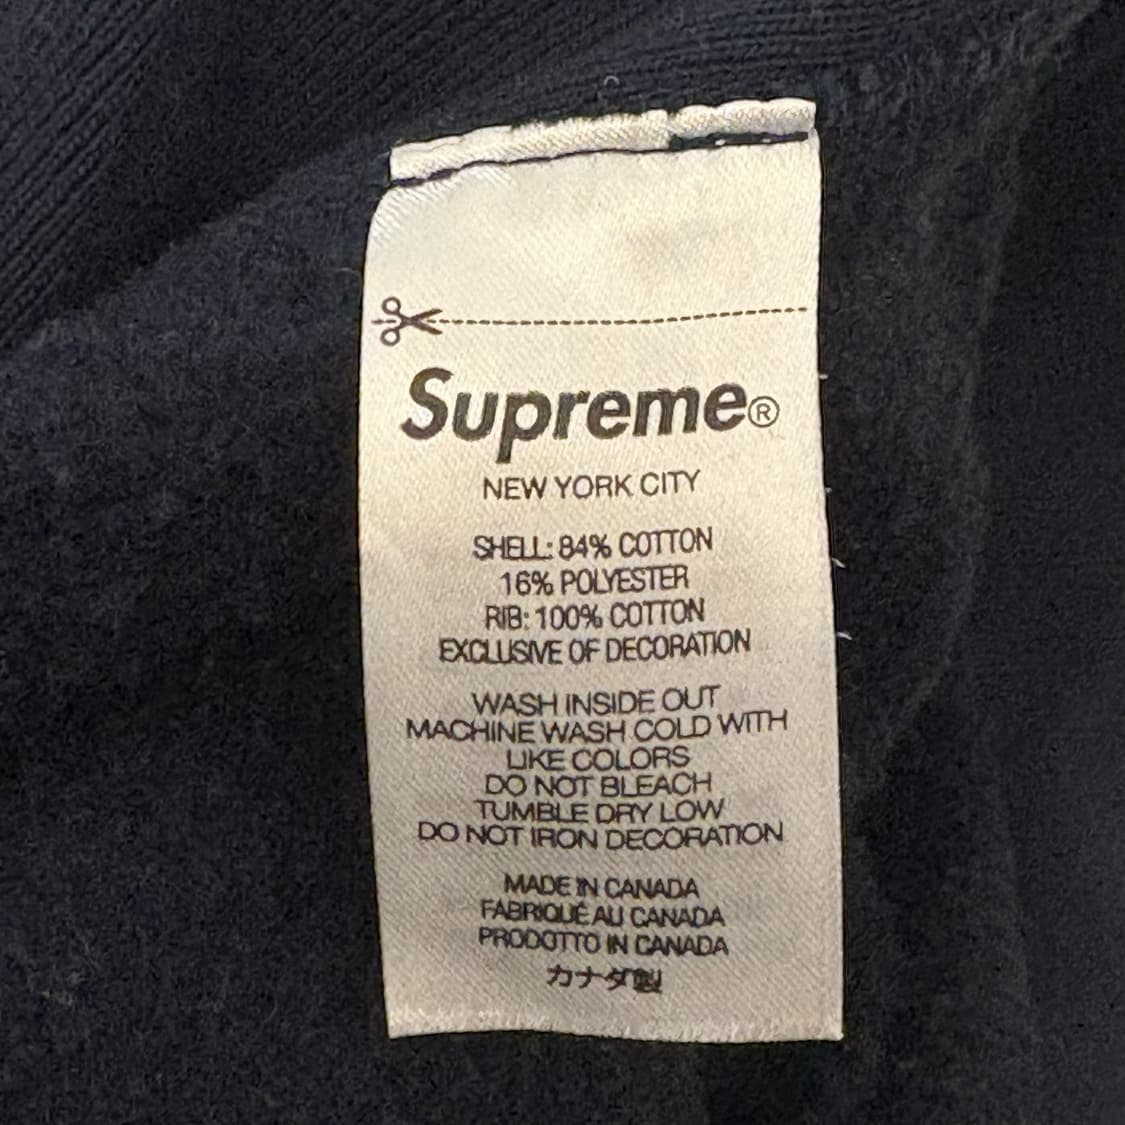 Supreme®
NEW YORK CITY
SHELL: 84% COTTON
16% POLYESTER
RIB: 100% COTTON
EXCLUSIVE OF DECORATION
WASH INSIDE OUT
MACHINE WASH COLD WITH
LIKE COLORS
DO NOT BLEACH
TUMBLE DRY LOW
DO NOT IRON DECORATION
MADE IN CANADA
FABRIQUÉ AU CANADA
PRODOTTO IN CANADA
カナダ製